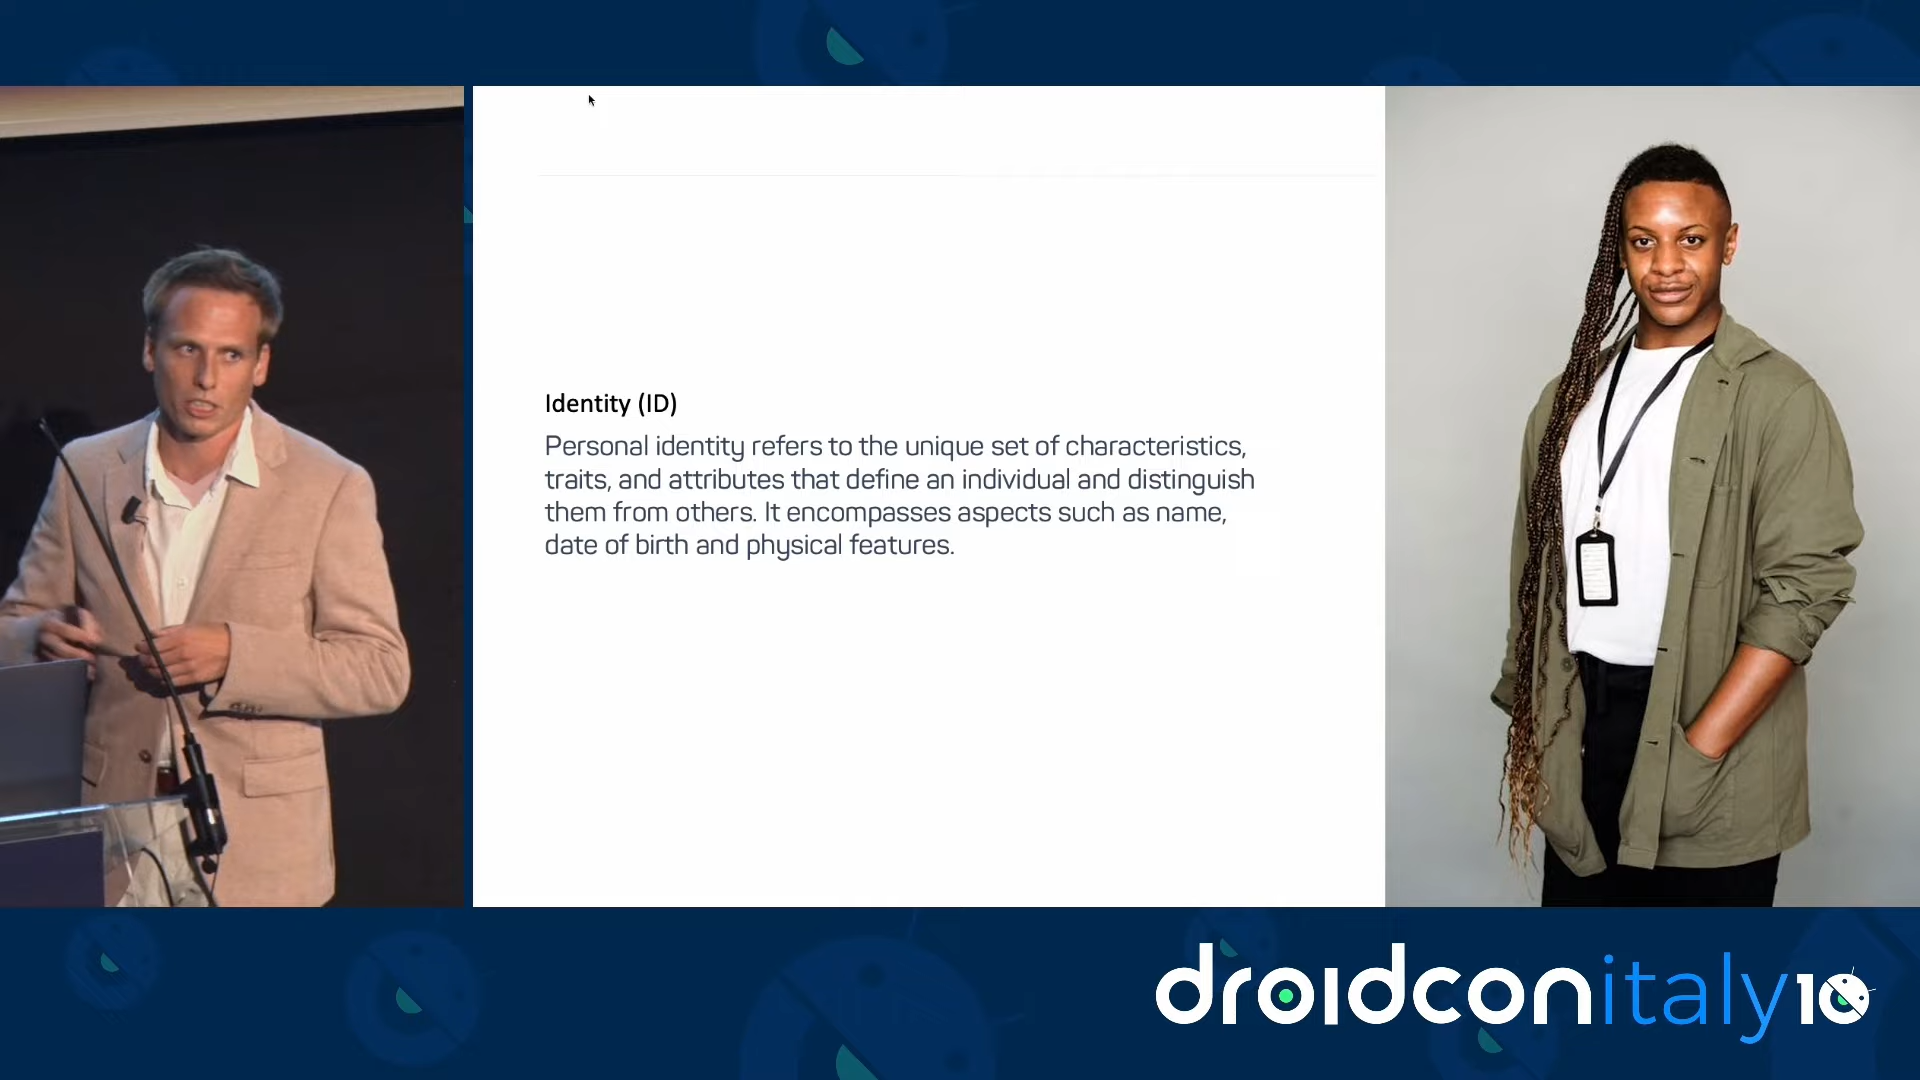 Identity (ID)
Personal identity refers to the unique set of characteristics,
traits, and attributes that define an individual and distinguish
them from others. It encompasses aspects such as name,
date of birth and physical features.
droidconitaly10